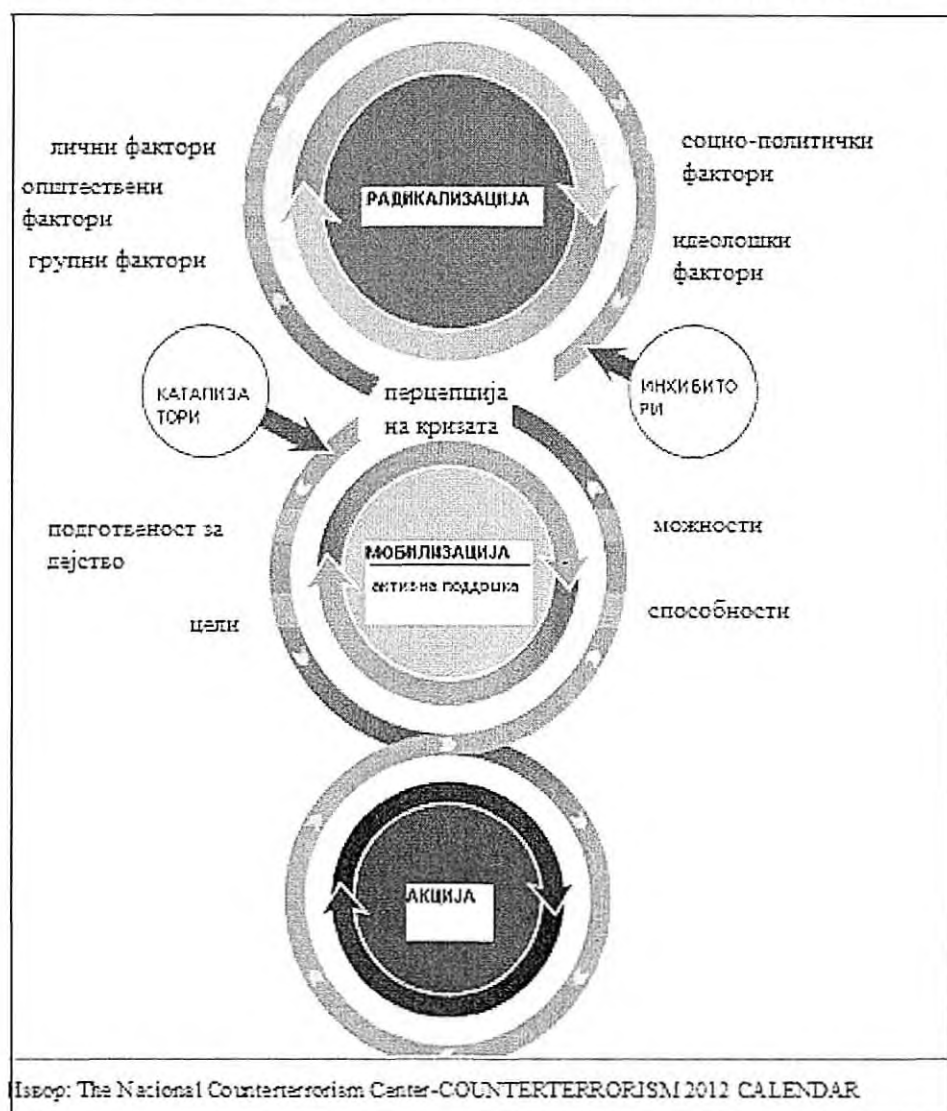 лични фактори
општествени
фактори
групни фактори
социо-политички
фактори
идеолошки
фактори
РАДИКАЛИЗАЦИЈА
КАТАЛИЗА
ТОРИ
перцепција
на кризата
ИНХИБИТО
РИ
подготвеност за
дејство
цели
МОБИЛИЗАЦИЈА
активна поддршка
можности
способности
АКЦИЈА
Извор: The National Counterterrorism Center-COUNTERTERRORISM 2012 CALENDAR